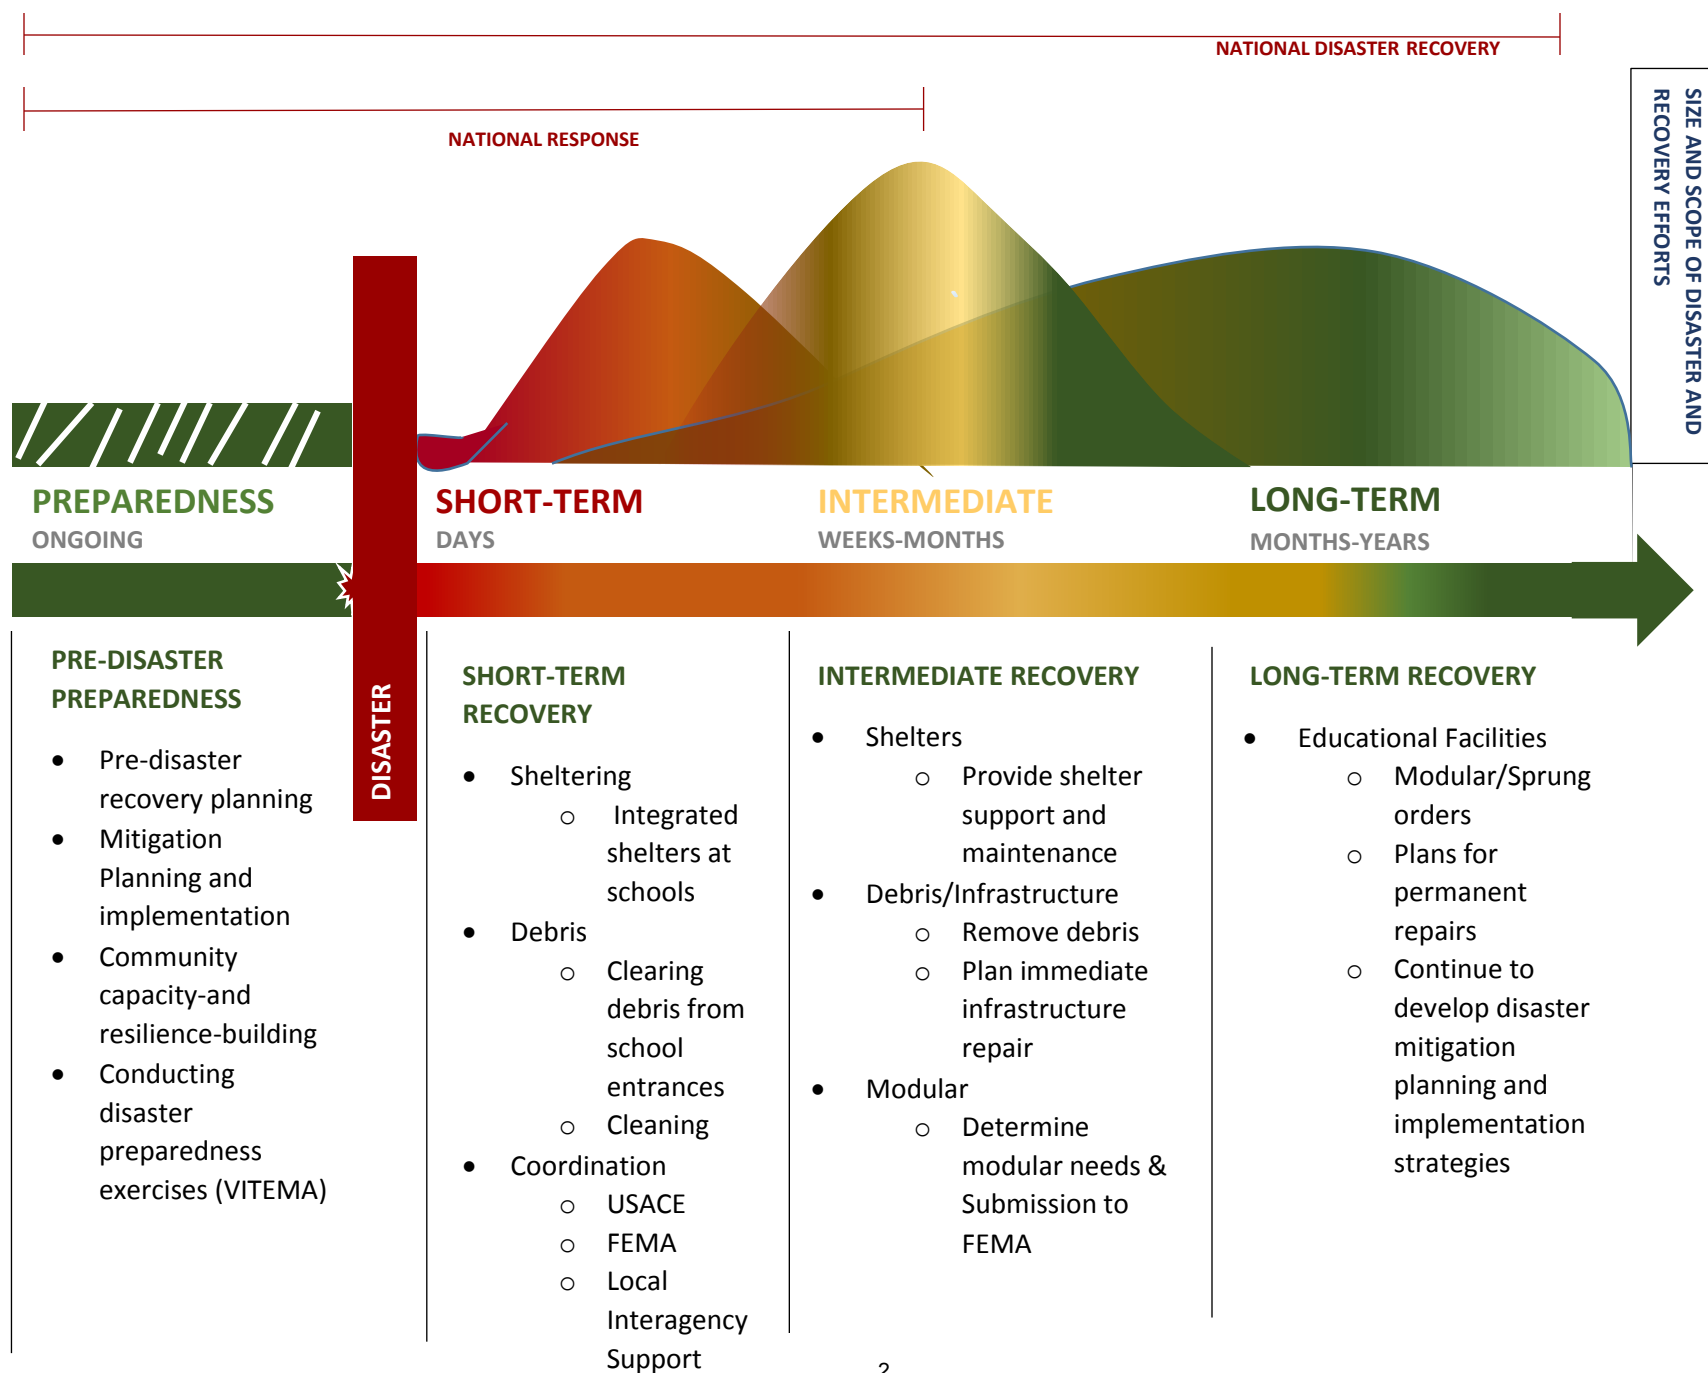 NATIONAL DISASTER RECOVERY
NATIONAL RESPONSE
SIZE AND SCOPE OF DISASTER AND
RECOVERY EFFORTS
PREPAREDNESS
ONGOING
SHORT-TERM
DAYS
INTERMEDIATE
WEEKS-MONTHS
LONG-TERM
MONTHS-YEARS
DISASTER
PRE-DISASTER
PREPAREDNESS
• Pre-disaster
recovery planning
• Mitigation
Planning and
implementation
• Community
capacity-and
resilience-building
• Conducting
disaster
preparedness
exercises (VITEMA)
SHORT-TERM
RECOVERY
• Sheltering
o Integrated
shelters at
schools
• Debris
o Clearing
debris from
school
entrances
o Cleaning
• Coordination
o USACE
o FEMA
o Local
Interagency
Support
INTERMEDIATE RECOVERY
• Shelters
o Provide shelter
support and
maintenance
• Debris/Infrastructure
o Remove debris
o Plan immediate
infrastructure
repair
• Modular
o Determine
modular needs &
Submission to
FEMA
LONG-TERM RECOVERY
• Educational Facilities
o Modular/Sprung
orders
o Plans for
permanent
repairs
o Continue to
develop disaster
mitigation
planning and
implementation
strategies
2